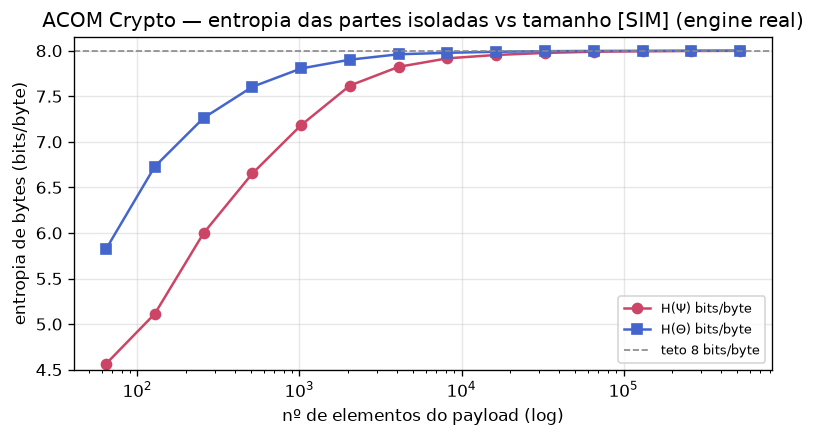 ACOM Crypto — entropia das partes isoladas vs tamanho [SIM] (engine real)
entropia de bytes (bits/byte)
8.0
7.5
7.0
6.5
6.0
5.5
5.0
4.5
10²
10³
10⁴
10⁵
nº de elementos do payload (log)
H(Ψ) bits/byte
H(Θ) bits/byte
teto 8 bits/byte